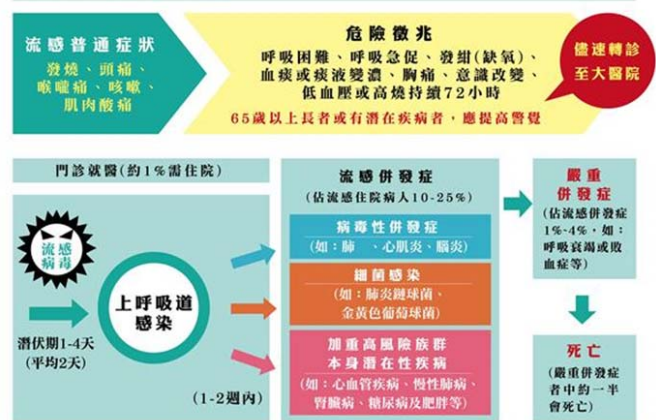 流感普通症狀
發燒、頭痛、
喉嚨痛、咳嗽、
肌肉酸痛
危險徵兆
呼吸困難、呼吸急促、發紺(缺氧)、
血痰或痰液變濃、胸痛、意識改變、
低血壓或高燒持續72小時
65歲以上長者或有潛在疾病者，應提高警覺
儘速轉診
至大醫院
門診就醫(約1%需住院)
流感
病毒
潛伏期1-4天
(平均2天)
上呼吸道
感染
(1-2週內)
流感併發症
(佔流感住院病人10-25%)
病毒性併發症
(如：肺 、心肌炎、腦炎)
細菌感染
(如：肺炎鏈球菌、
金黃色葡萄球菌)
加重高風險族群
本身潛在性疾病
(如：心血管疾病、慢性肺病、
腎臟病、糖尿病及肥胖等)
嚴重
併發症
(佔流感併發症
1%-4%，如：
呼吸衰竭或敗
血症等)
死亡
(嚴重併發症
者中約一半
會死亡)